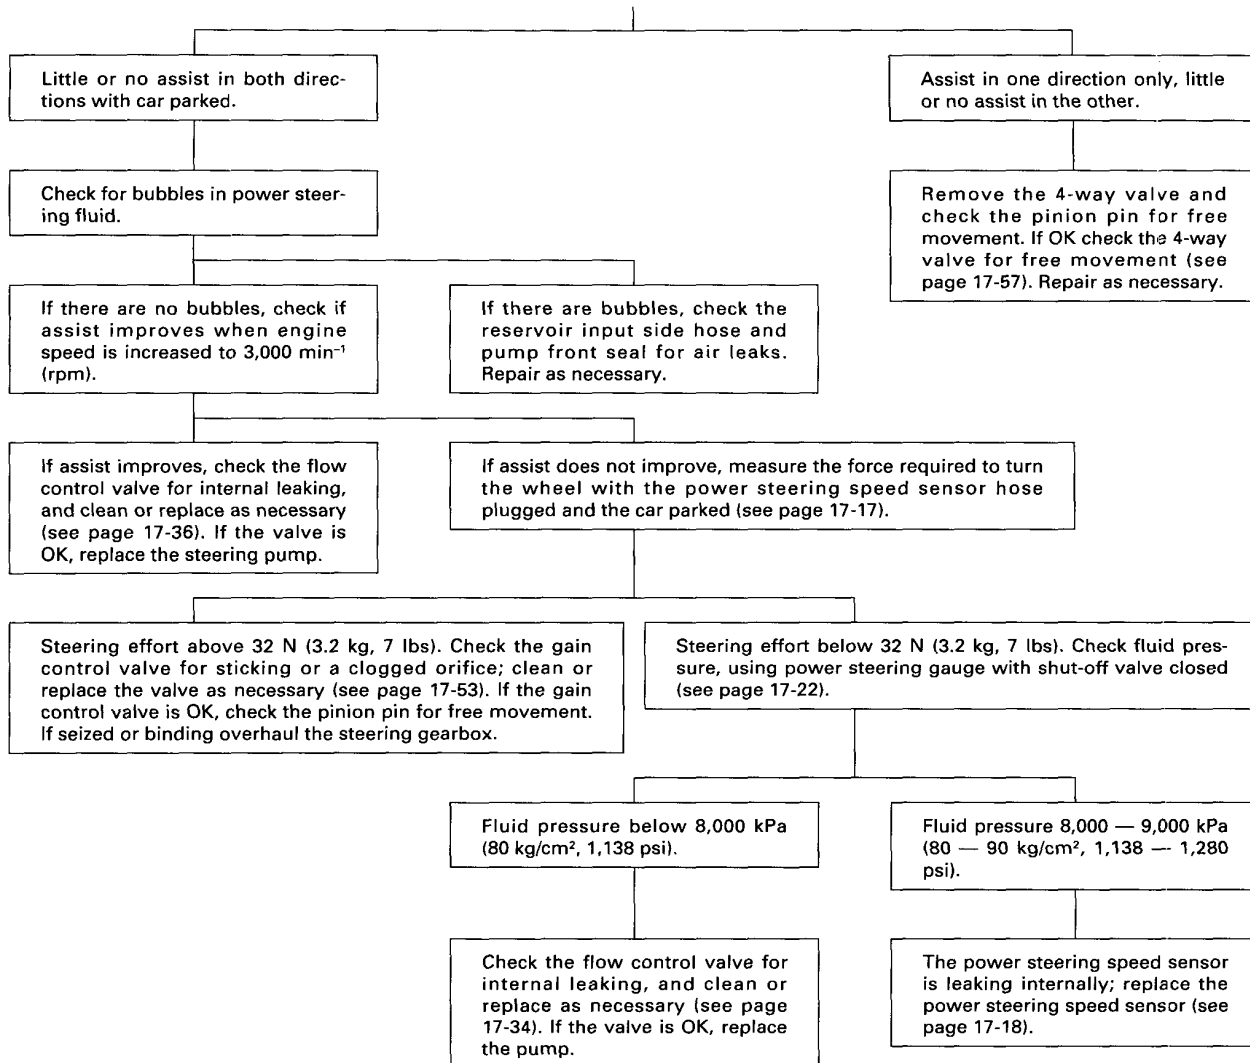 Little or no assist in both direc-
tions with car parked.
Assist in one direction only, little
or no assist in the other.
Check for bubbles in power steer-
ing fluid.
Remove the 4-way valve and
check the pinion pin for free
movement. If OK check the 4-way
valve for free movement (see
page 17-57). Repair as necessary.
If there are no bubbles, check if
assist improves when engine
speed is increased to 3,000 min⁻¹
(rpm).
If there are bubbles, check the
reservoir input side hose and
pump front seal for air leaks.
Repair as necessary.
If assist improves, check the flow
control valve for internal leaking,
and clean or replace as necessary
(see page 17-36). If the valve is
OK, replace the steering pump.
If assist does not improve, measure the force required to turn
the wheel with the power steering speed sensor hose
plugged and the car parked (see page 17-17).
Steering effort above 32 N (3.2 kg, 7 lbs). Check the gain
control valve for sticking or a clogged orifice; clean or
replace the valve as necessary (see page 17-53). If the gain
control valve is OK, check the pinion pin for free movement.
If seized or binding overhaul the steering gearbox.
Steering effort below 32 N (3.2 kg, 7 lbs). Check fluid pres-
sure, using power steering gauge with shut-off valve closed
(see page 17-22).
Fluid pressure below 8,000 kPa
(80 kg/cm², 1,138 psi).
Fluid pressure 8,000 — 9,000 kPa
(80 — 90 kg/cm², 1,138 — 1,280
psi).
Check the flow control valve for
internal leaking, and clean or
replace as necessary (see page
17-34). If the valve is OK, replace
the pump.
The power steering speed sensor
is leaking internally; replace the
power steering speed sensor (see
page 17-18).